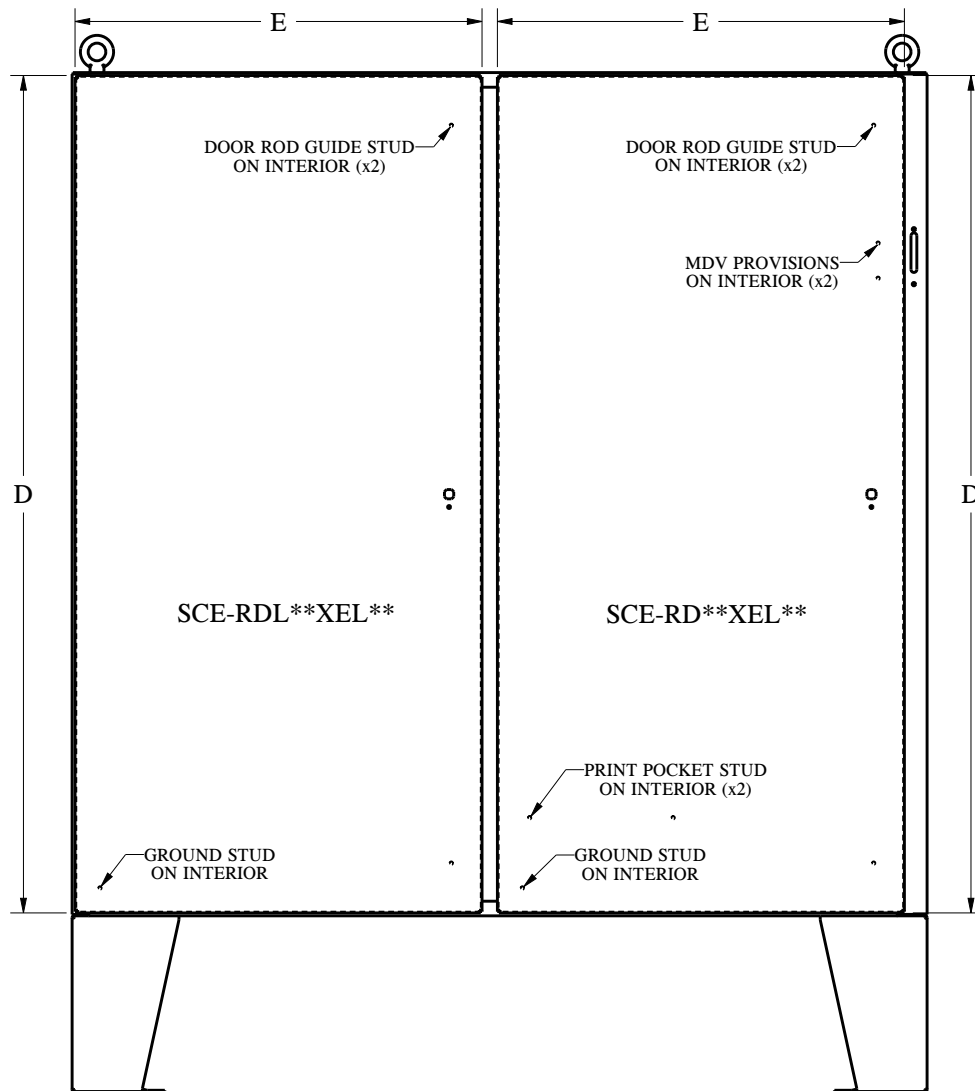 E
E
DOOR ROD GUIDE STUD
ON INTERIOR (x2)
DOOR ROD GUIDE STUD
ON INTERIOR (x2)
MDV PROVISIONS
ON INTERIOR (x2)
D
D
SCE-RDL**XEL**
SCE-RD**XEL**
PRINT POCKET STUD
ON INTERIOR (x2)
GROUND STUD
ON INTERIOR
GROUND STUD
ON INTERIOR